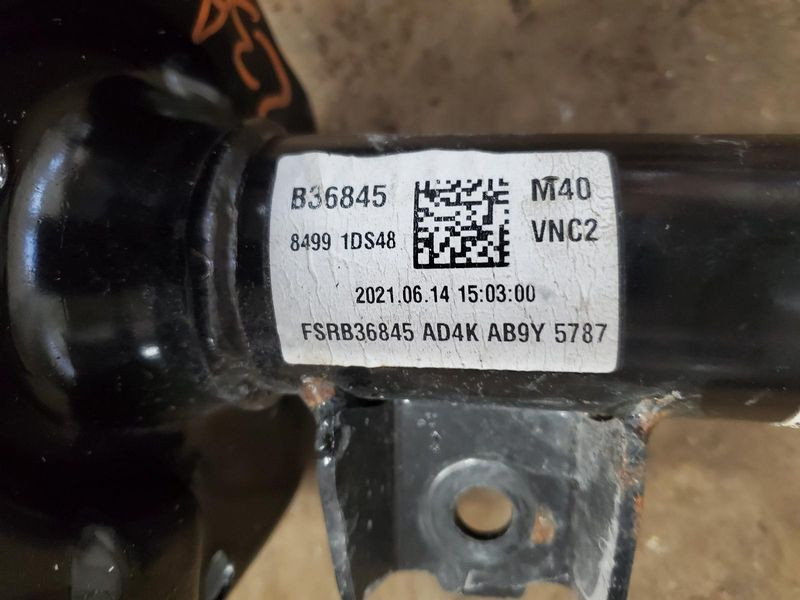 B36845
M40
8499 1DS48
VNC2
2021.06.14 15:03:00
FSRB36845 AD4K AB9Y 5787